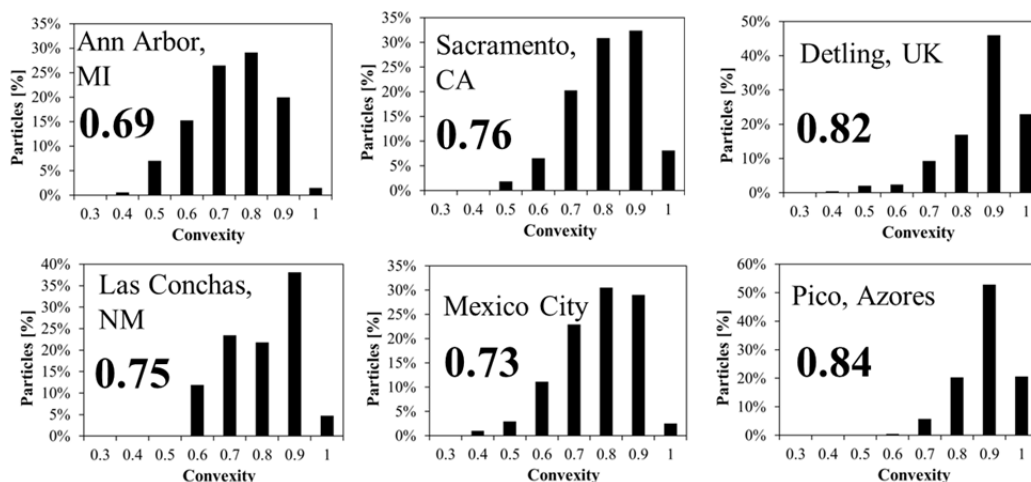 35%
30%
25%
20%
15%
10%
5%
0%
Particles [%]
Ann Arbor,
MI
0.69
0.3 0.4 0.5 0.6 0.7 0.8 0.9 1
Convexity
35%
30%
25%
20%
15%
10%
5%
0%
Particles [%]
Sacramento,
CA
0.76
0.3 0.4 0.5 0.6 0.7 0.8 0.9 1
Convexity
50%
40%
30%
20%
10%
0%
Particles [%]
Detling, UK
0.82
0.3 0.4 0.5 0.6 0.7 0.8 0.9 1
Convexity
40%
35%
30%
25%
20%
15%
10%
5%
0%
Particles [%]
Las Conchas,
NM
0.75
0.3 0.4 0.5 0.6 0.7 0.8 0.9 1
Convexity
35%
30%
25%
20%
15%
10%
5%
0%
Particles [%]
Mexico City
0.73
0.3 0.4 0.5 0.6 0.7 0.8 0.9 1
Convexity
60%
50%
40%
30%
20%
10%
0%
Particles [%]
Pico, Azores
0.84
0.3 0.4 0.5 0.6 0.7 0.8 0.9 1
Convexity